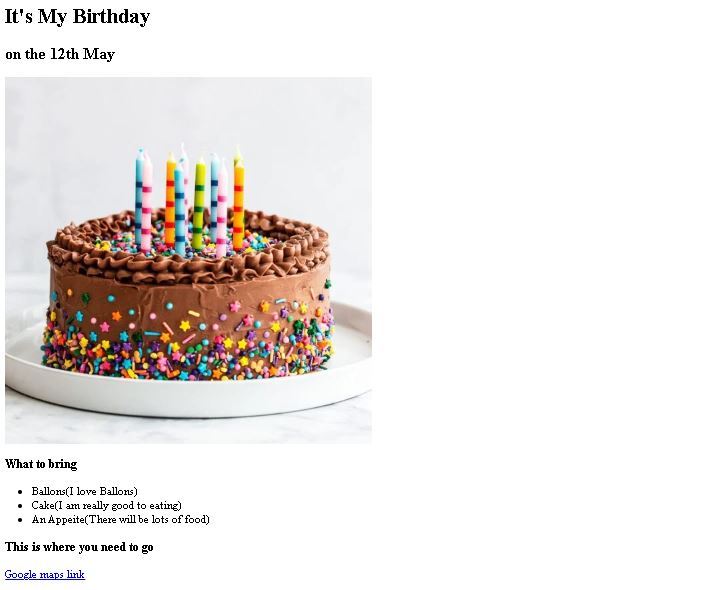 It's My Birthday
on the 12th May
What to bring
Ballons(I love Ballons)
Cake(I am really good to eating)
An Appeite(There will be lots of food)
This is where you need to go
Google maps link